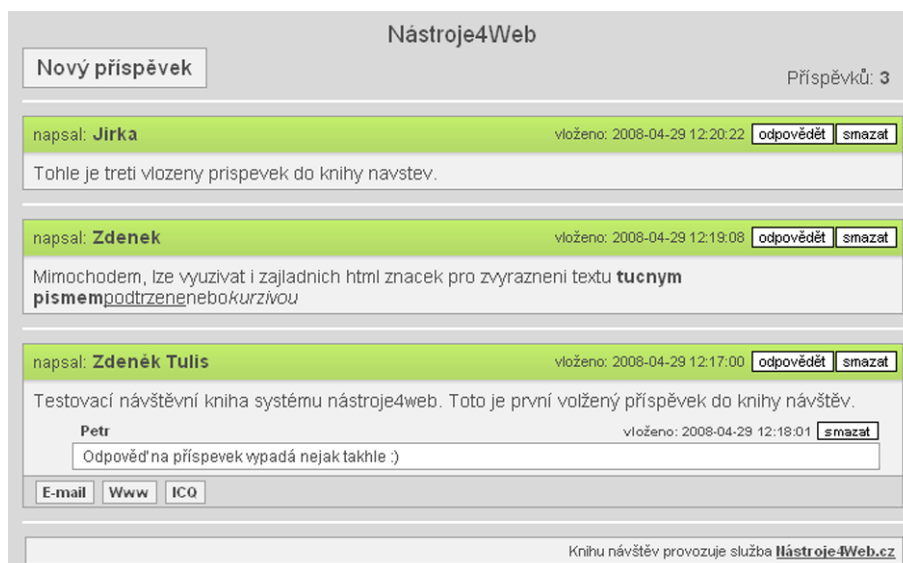 Nástroje4Web
Nový příspěvek
Příspěvků: 3
napsal: Jirka vloženo: 2008-04-29 12:20:22 odpovědět smazat
Tohle je treti vlozeny prispevek do knihy navstev.
napsal: Zdenek vloženo: 2008-04-29 12:19:08 odpovědět smazat
Mimochodem, lze vyuzivat i zajladnich html znacek pro zvyrazneni textu tucnym
pismempodtrzenenebokurzivou
napsal: Zdeněk Tulis vloženo: 2008-04-29 12:17:00 odpovědět smazat
Testovací návštěvní kniha systému nástroje4web. Toto je první volžený příspěvek do knihy návštěv.
Petr vloženo: 2008-04-29 12:18:01 smazat
Odpověď na příspevek vypadá nejak takhle :)
E-mail Www ICQ
Knihu návštěv provozuje služba Nástroje4Web.cz